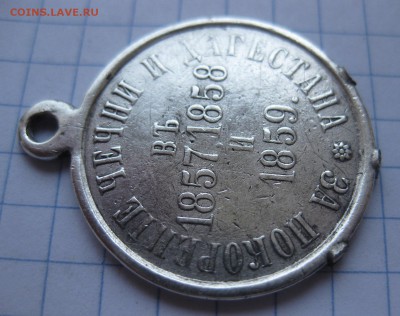 COINS.LAVE.RU
ЗА ПОКОРЕНІЕ ЧЕЧНИ И ДАГЕСТАНА
ВЪ
1857 1858
И
1859.